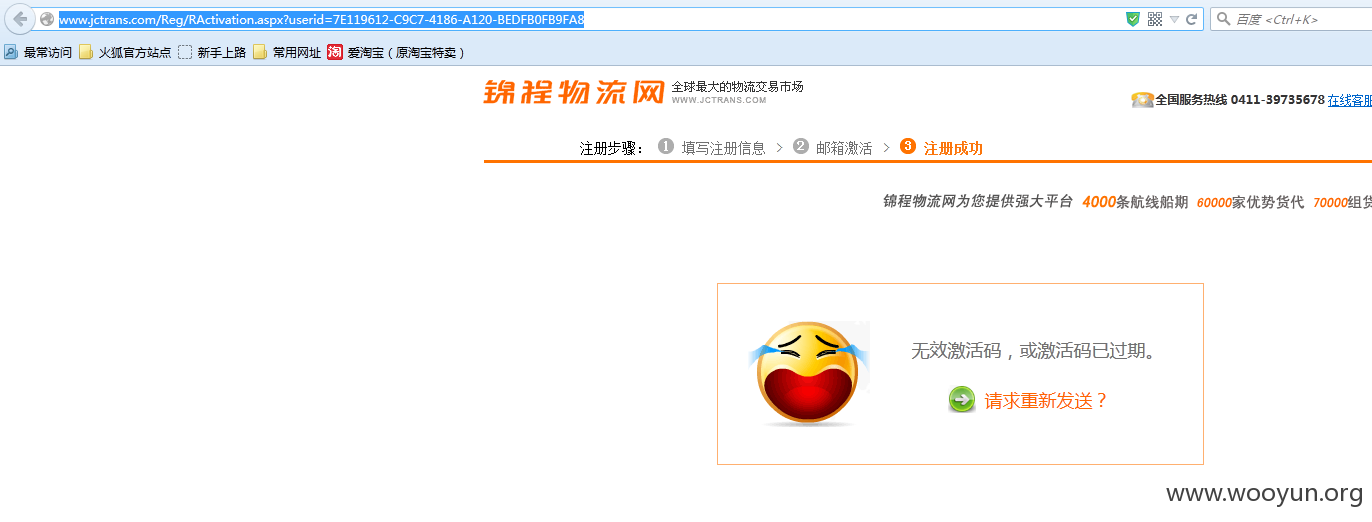 www.jctrans.com/Reg/RActivation.aspx?userid=7E119612-C9C7-4186-A120-BEDFB0FB9FA8
百度 <Ctrl+K>
最常访问 火狐官方站点 新手上路 常用网址 淘 爱淘宝（原淘宝特卖）
锦程物流网 全球最大的物流交易市场
WWW.JCTRANS.COM
全国服务热线 0411-39735678 在线客服
注册步骤： 1 填写注册信息 > 2 邮箱激活 > 3 注册成功
锦程物流网为您提供强大平台 4000条航线船期 60000家优势货代 70000组货
无效激活码，或激活码已过期。
请求重新发送？
www.wooyun.org